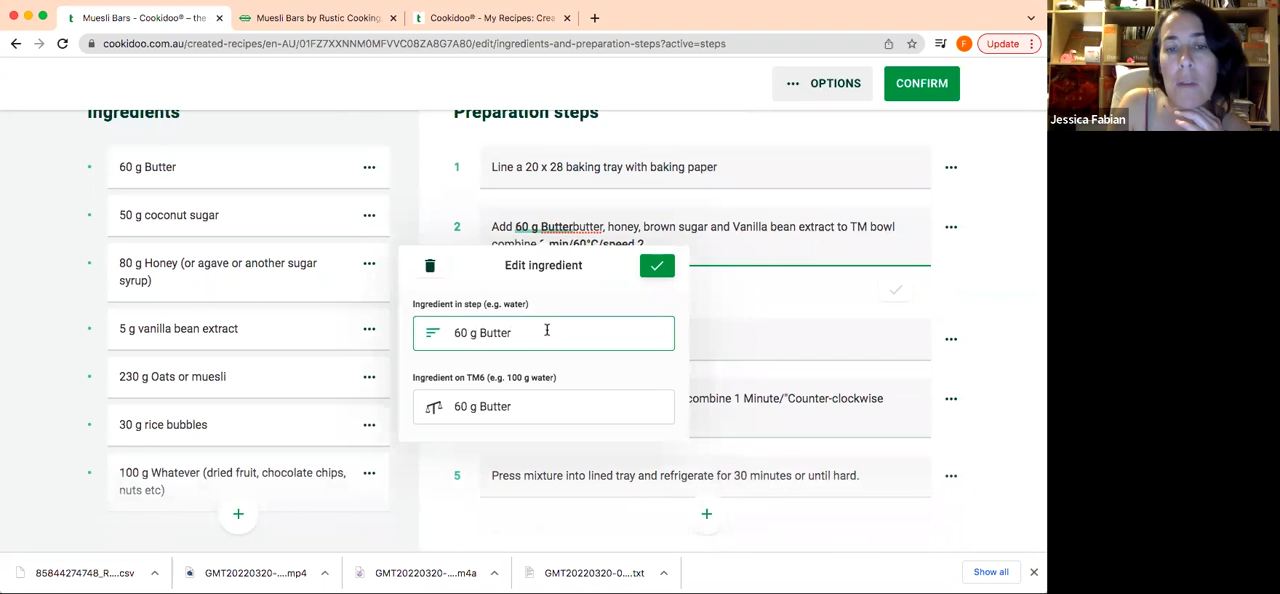 Muesli Bars - Cookidoo® – the
Muesli Bars by Rustic Cooking.
Cookidoo® - My Recipes: Crea
cookidoo.com.au/created-recipes/en-AU/01FZ7XXNNM0MFVVC08ZA8G7A80/edit/ingredients-and-preparation-steps?active=steps
F
Update
OPTIONS
CONFIRM
Jessica Fabian
Ingredients
60 g Butter
50 g coconut sugar
80 g Honey (or agave or another sugar
syrup)
5 g vanilla bean extract
230 g Oats or muesli
30 g rice bubbles
100 g Whatever (dried fruit, chocolate chips,
nuts etc)
Preparation steps
1
Line a 20 x 28 baking tray with baking paper
2
Add 60 g Butterbutter, honey, brown sugar and Vanilla bean extract to TM bowl
combine 1 min/60°C/speed 2
Edit ingredient
Ingredient in step (e.g. water)
60 g Butter
Ingredient on TM6 (e.g. 100 g water)
60 g Butter
combine 1 Minute/"Counter-clockwise
5
Press mixture into lined tray and refrigerate for 30 minutes or until hard.
85844274748_R....csv
GMT20220320-....mp4
GMT20220320-...m4a
GMT20220320-0....txt
Show all